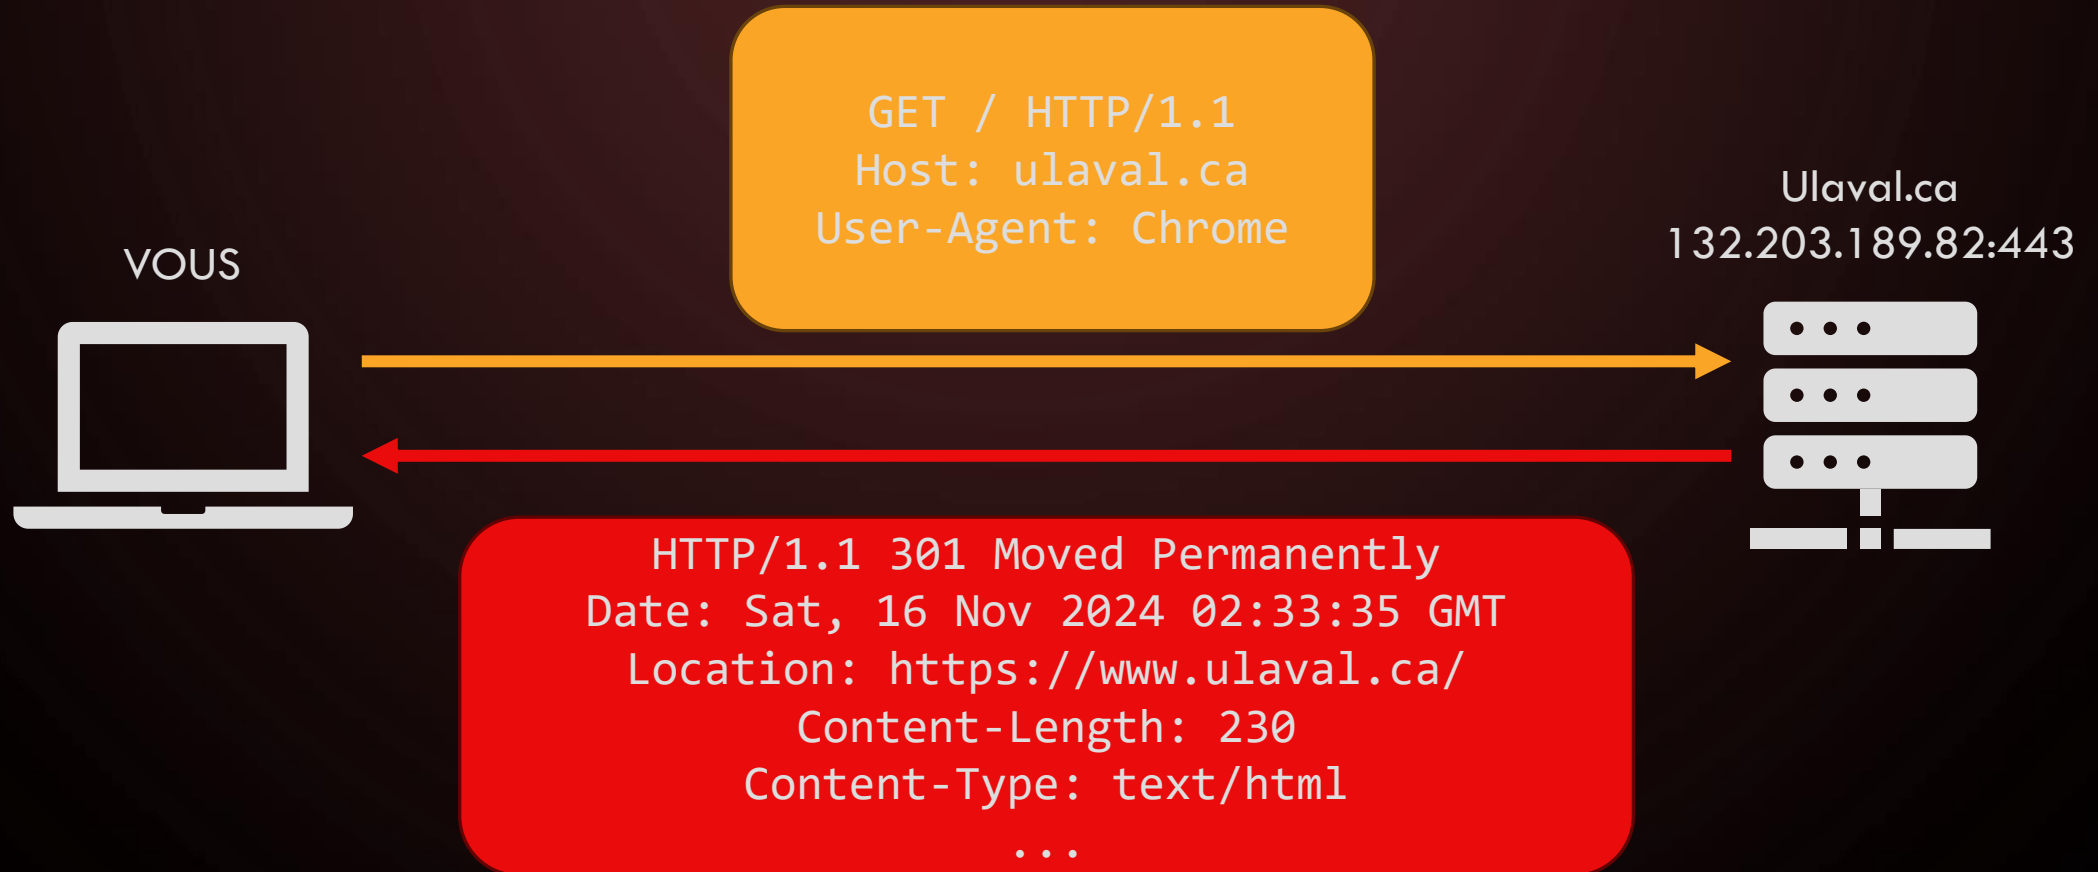 GET / HTTP/1.1
Host: ulaval.ca
User-Agent: Chrome
VOUS
Ulaval.ca
132.203.189.82:443
HTTP/1.1 301 Moved Permanently
Date: Sat, 16 Nov 2024 02:33:35 GMT
Location: https://www.ulaval.ca/
Content-Length: 230
Content-Type: text/html
...